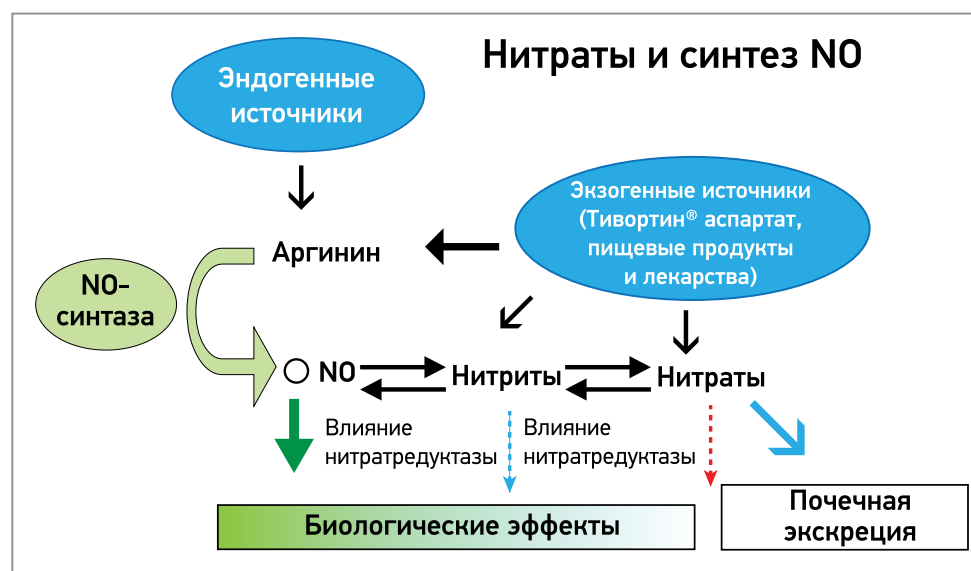 Нитраты и синтез NO
Эндогенные
источники
Экзогенные источники
(Тивортин® аспартат,
пищевые продукты
и лекарства)
Аргинин
NO-
синтаза
NO
Нитриты
Нитраты
Влияние
нитратредуктазы
Влияние
нитратредуктазы
Биологические эффекты
Почечная
экскреция